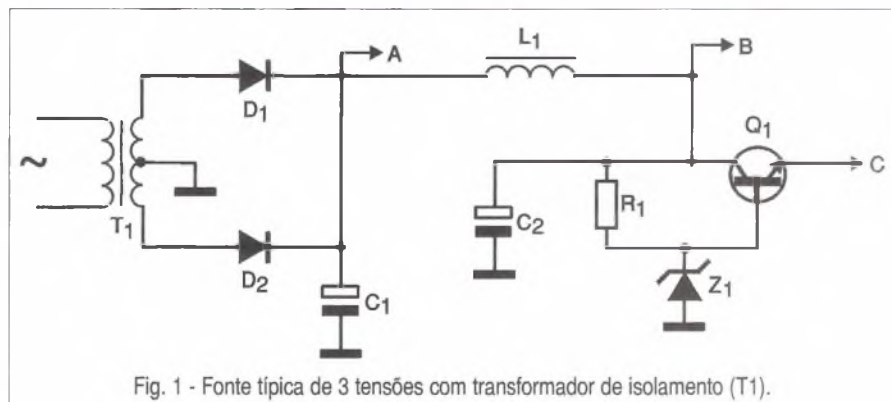 L1
A
B
D1
Q1
C
~
R1
C2
T1
D2
Z1
C1
Fig. 1 - Fonte típica de 3 tensões com transformador de isolamento (T1).